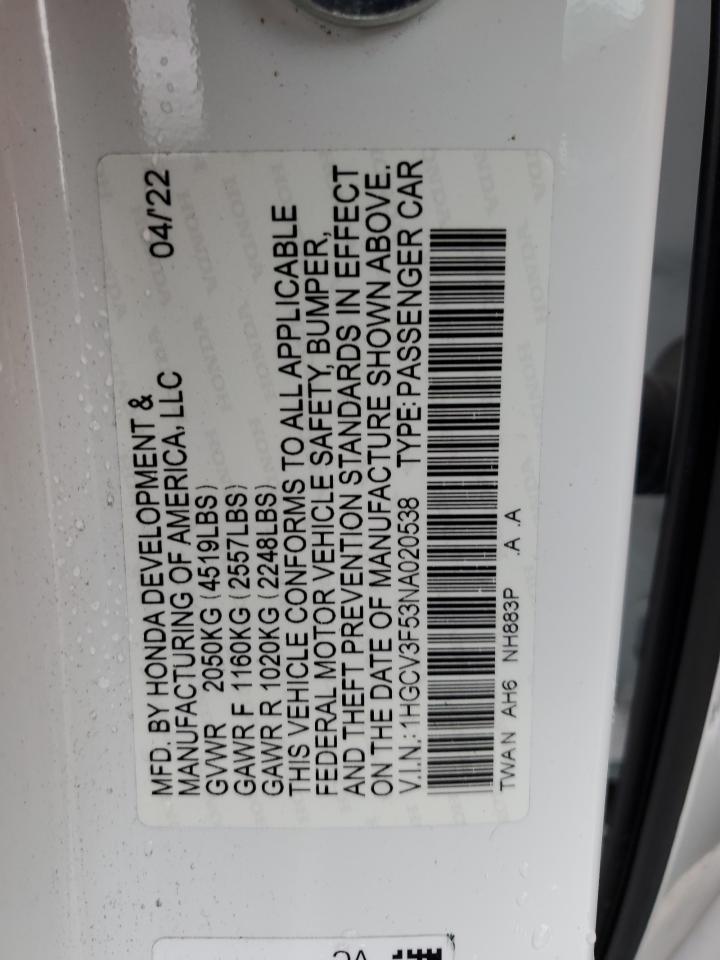 MFD. BY HONDA DEVELOPMENT & 04/'22
MANUFACTURING OF AMERICA, LLC
GVWR 2050KG (4519LBS)
GAWR F 1160KG (2557LBS)
GAWR R 1020KG (2248LBS)
THIS VEHICLE CONFORMS TO ALL APPLICABLE
FEDERAL MOTOR VEHICLE SAFETY, BUMPER,
AND THEFT PREVENTION STANDARDS IN EFFECT
ON THE DATE OF MANUFACTURE SHOWN ABOVE.
V.I.N.:1HGCV3F53NA020538 TYPE:PASSENGER CAR
TWAN AH6 NH883P .A .A